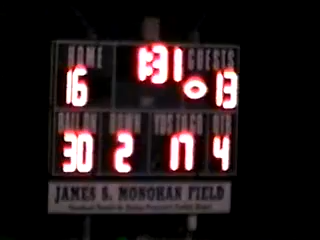 HOME 1:31 GUESTS
16 13
BALL ON DOWN YDS TO GO QTR
30 2 17 4
JAMES S. MONOHAN FIELD